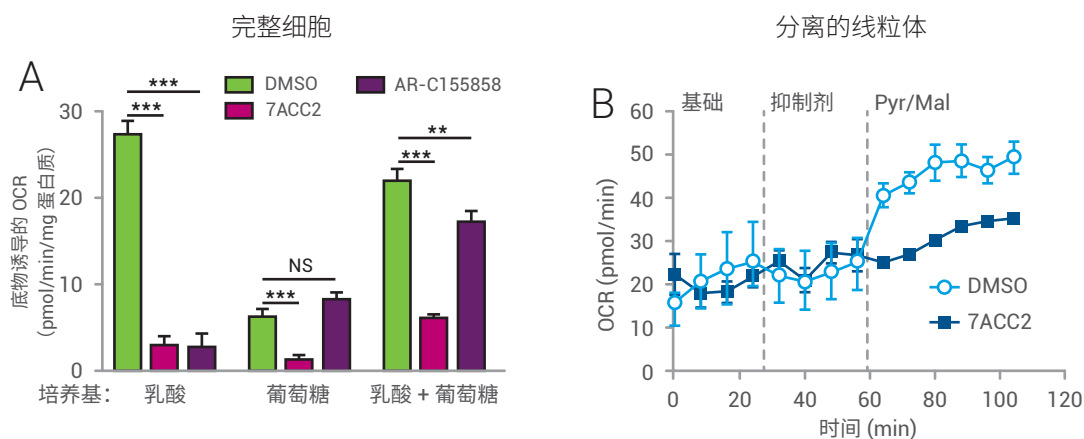 完整细胞
分离的线粒体
A
DMSO
7ACC2
AR-C155858
底物诱导的 OCR
(pmol/min/mg 蛋白质)
30
20
10
0
***
***
***
NS
***
**
***
培养基：
乳酸
葡萄糖
乳酸 + 葡萄糖
B
基础
抑制剂
Pyr/Mal
OCR (pmol/min)
60
50
40
30
20
10
0
DMSO
7ACC2
0 20 40 60 80 100 120
时间 (min)